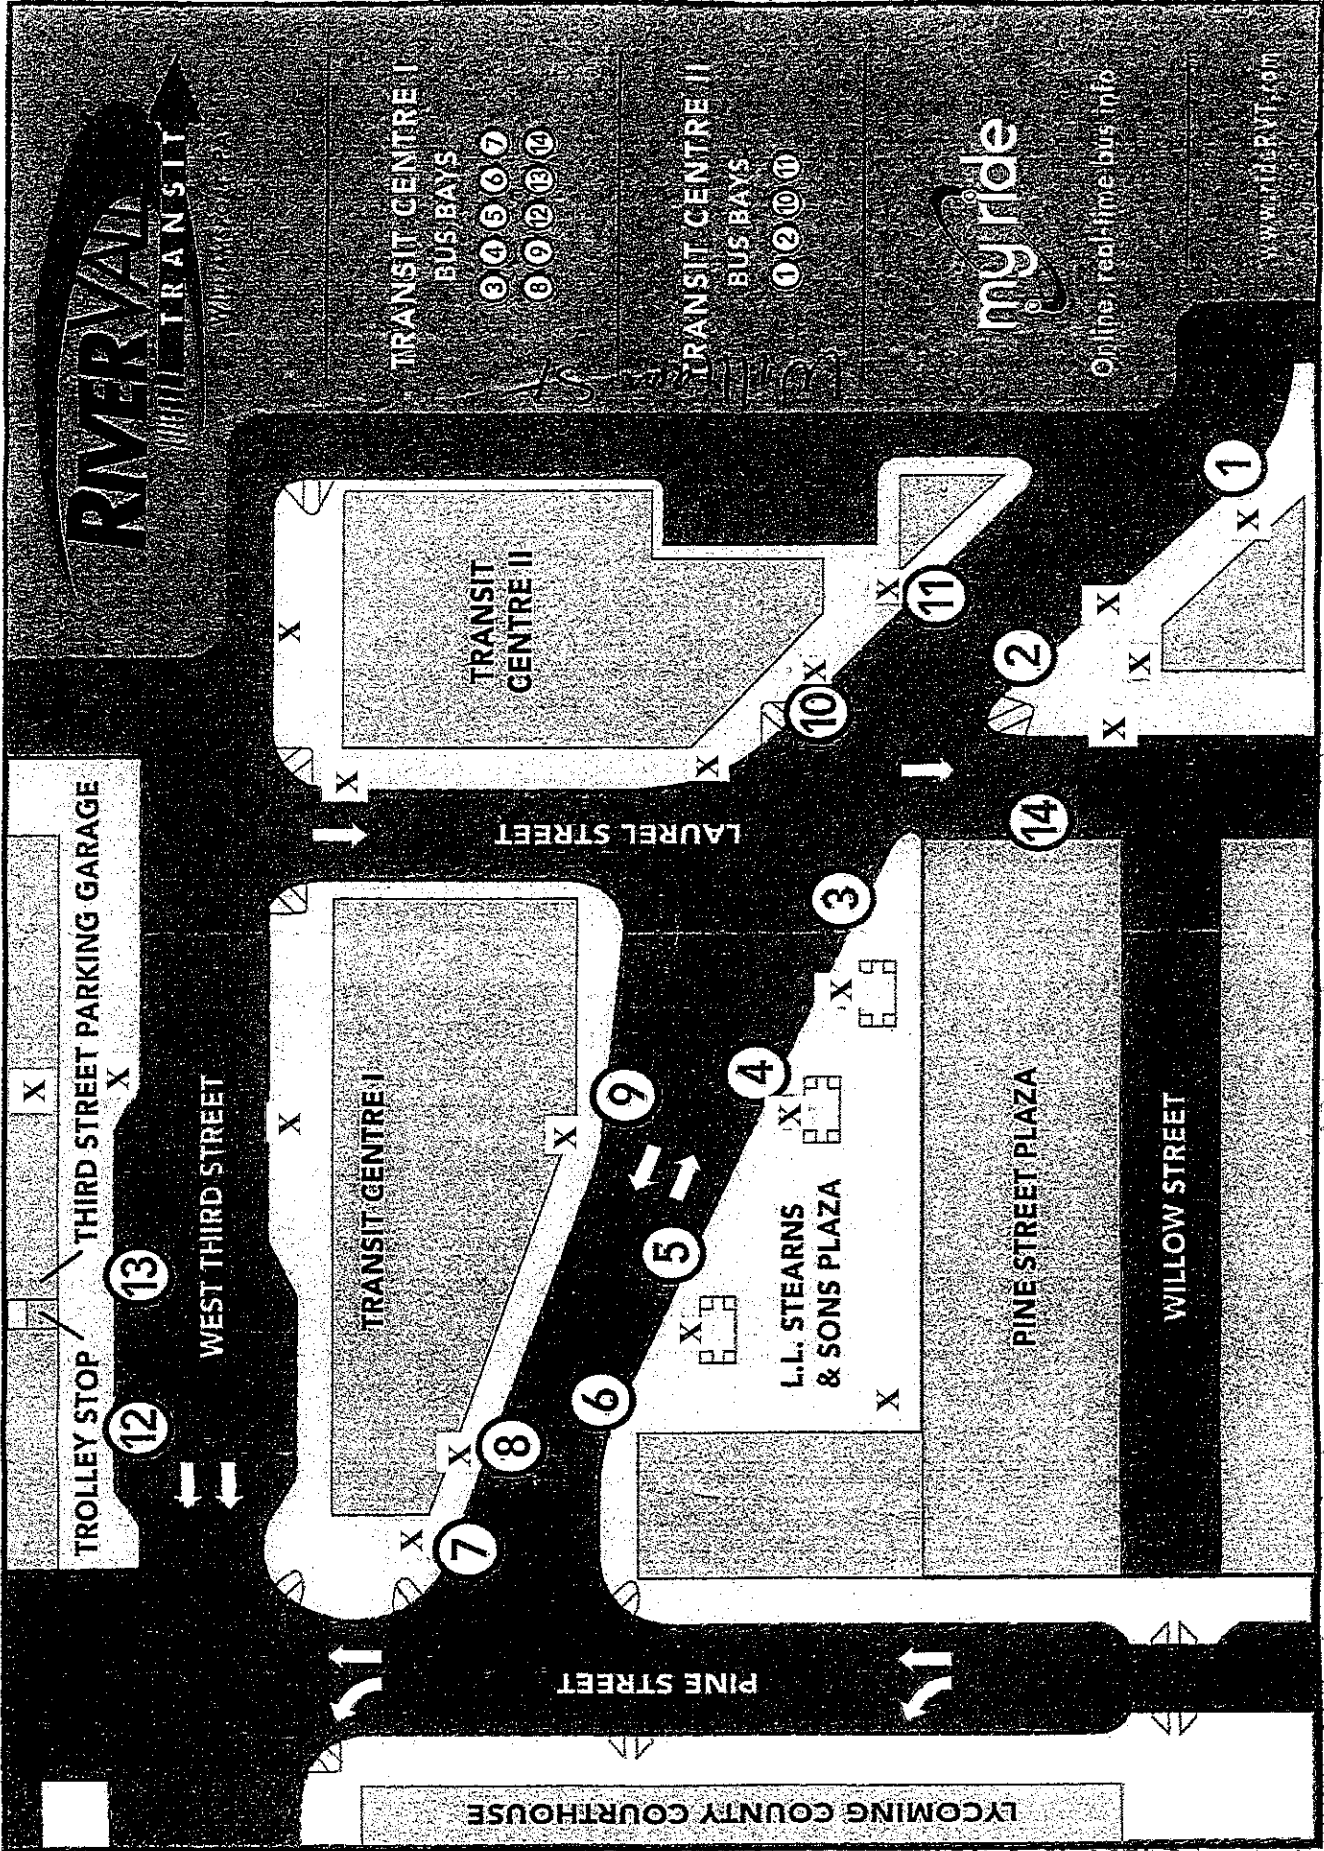 RIVER VALLEY
TRANSIT
TRANSIT CENTRE I
BUS BAYS
3 4 5 6 7
8 9 12 13 14
TRANSIT CENTRE II
BUS BAYS
1 2 10 11
my ride
Online, real-time bus info
TROLLEY STOP
THIRD STREET PARKING GARAGE
X
X
12
13
WEST THIRD STREET
X
X
X
TRANSIT CENTRE I
LAUREL STREET
TRANSIT
CENTRE II
X
7
X
8
X
9
X
10
X
X
11
6
5
4
3
2
1
X
X
X
X
L.L. STEARNS
& SONS PLAZA
X
X
X
X
14
PINE STREET PLAZA
PINE STREET
WILLOW STREET
LYCOMING COUNTY COURTHOUSE